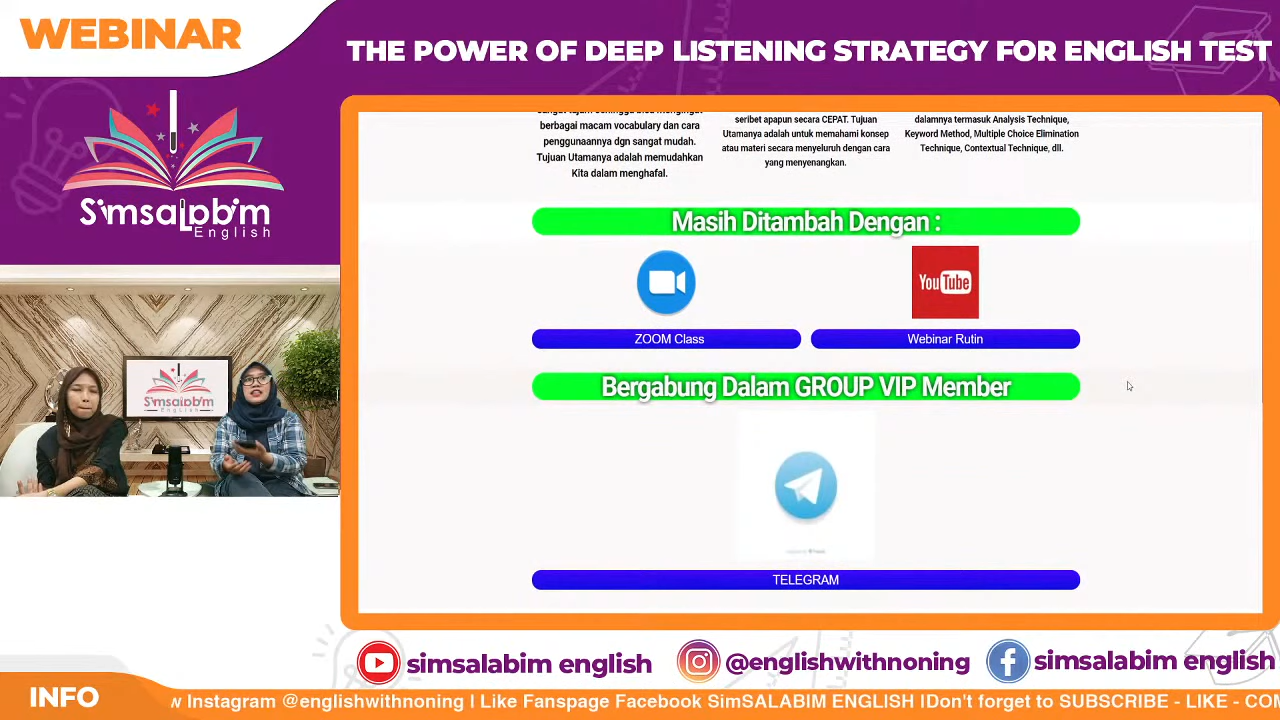 WEBINAR
THE POWER OF DEEP LISTENING STRATEGY FOR ENGLISH TEST
SimsaLabim
English
berbagai macam vocabulary dan cara
penggunaannya dgn sangat mudah.
Tujuan Utamanya adalah memudahkan
Kita dalam menghafal.
seribet apapun secara CEPAT. Tujuan
Utamanya adalah untuk memahami konsep
atau materi secara menyeluruh dengan cara
yang menyenangkan.
dalamnya termasuk Analysis Technique,
Keyword Method, Multiple Choice Elimination
Technique, Contextual Technique, dll.
Masih Ditambah Dengan :
YouTube
ZOOM Class
Webinar Rutin
Bergabung Dalam GROUP VIP Member
TELEGRAM
Simsalabim
English
simsalabim english
@englishwithnoning
simsalabim english
INFO
w Instagram @englishwithnoning I Like Fanspage Facebook SimSALABIM ENGLISH IDon't forget to SUBSCRIBE - LIKE - COM